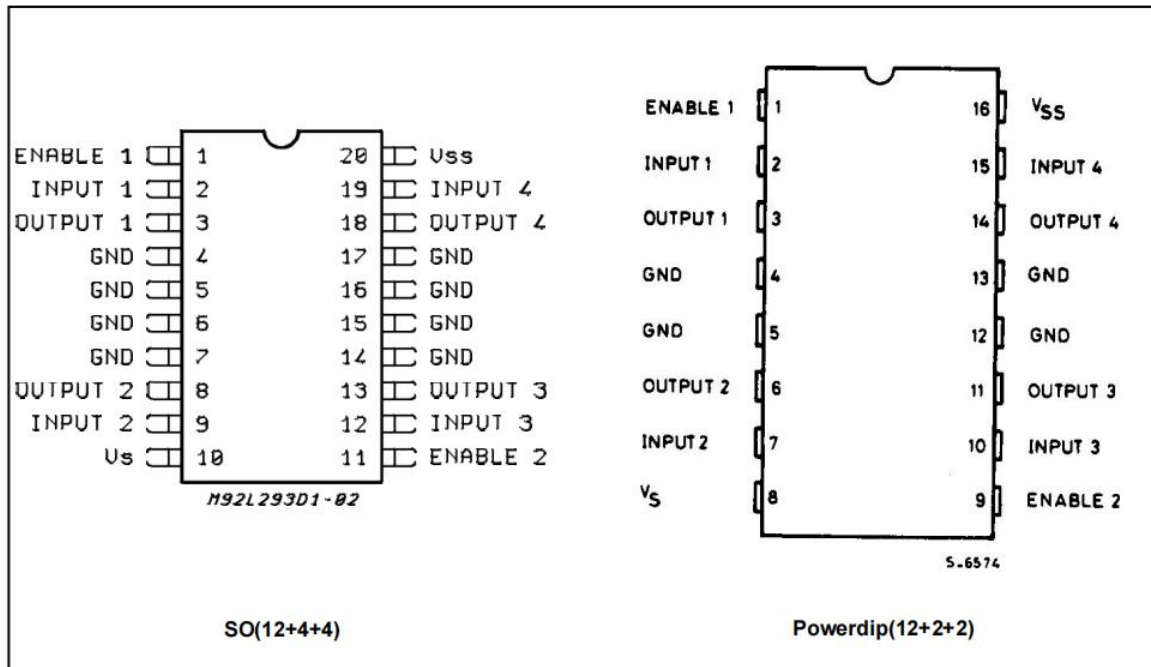 ENABLE 1 1 20 Vss
INPUT 1 2 19 INPUT 4
OUTPUT 1 3 18 OUTPUT 4
GND 4 17 GND
GND 5 16 GND
GND 6 15 GND
GND 7 14 GND
OUTPUT 2 8 13 OUTPUT 3
INPUT 2 9 12 INPUT 3
Vs 10 11 ENABLE 2
M92L293D1-02
SO(12+4+4)
ENABLE 1 1 16 VSS
INPUT 1 2 15 INPUT 4
OUTPUT 1 3 14 OUTPUT 4
GND 4 13 GND
GND 5 12 GND
OUTPUT 2 6 11 OUTPUT 3
INPUT 2 7 10 INPUT 3
VS 8 9 ENABLE 2
S-6574
Powerdip(12+2+2)